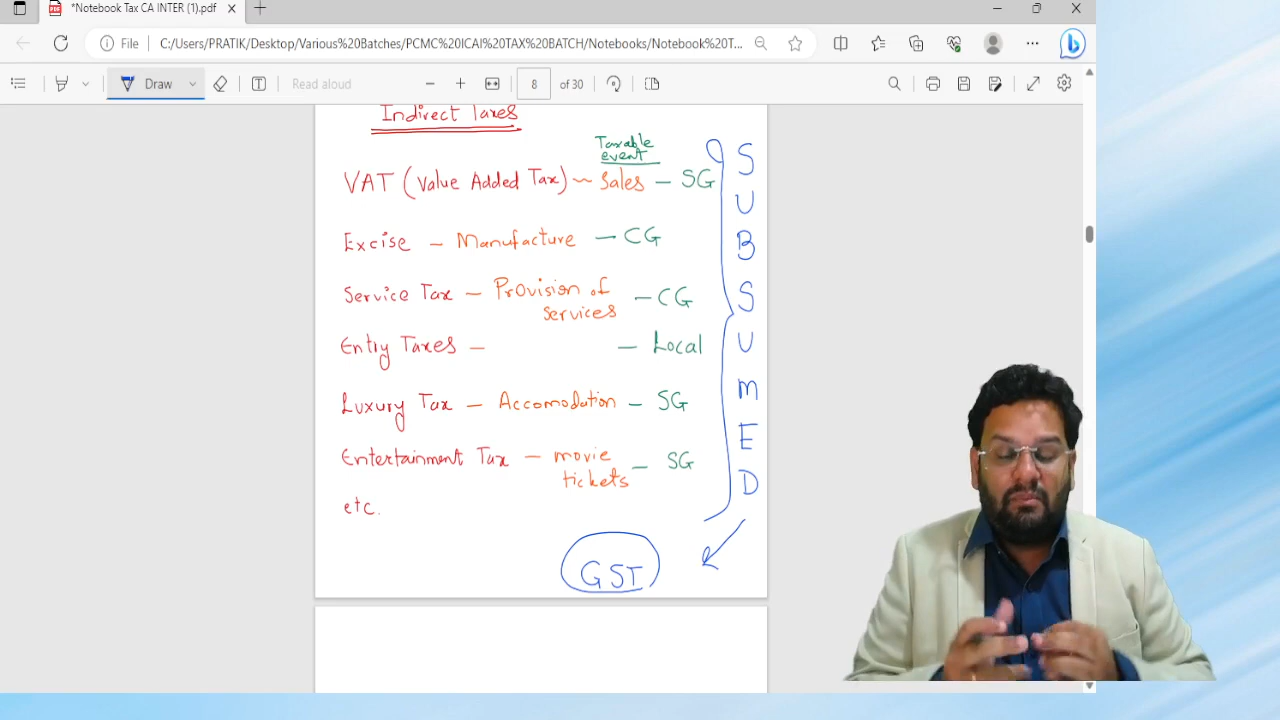 *Notebook Tax CA INTER (1).pdf
File C:/Users/PRATIK/Desktop/Various%20Batches/PCMC%20ICAI%20TAX%20BATCH/Notebooks/Notebook%20T...
Draw Read aloud 8 of 30
Indirect Taxes
Taxable
event
VAT (Value Added Tax) ~ Sales - SG
Excise - Manufacture - CG
Service Tax - Provision of
services - CG
Entry Taxes - - Local
Luxury Tax - Accomodation - SG
Entertainment Tax - movie
tickets - SG
etc.
SUBSUMED
GST